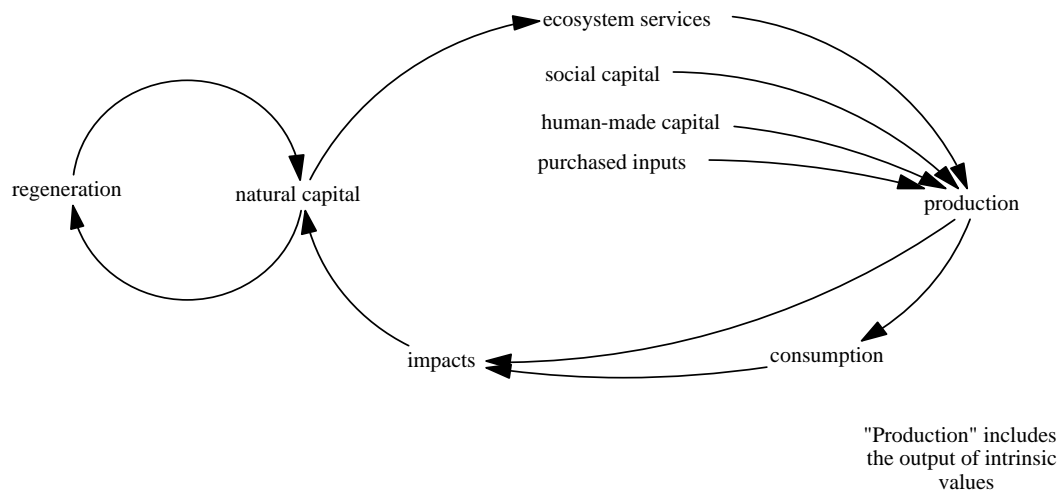 ecosystem services
social capital
human-made capital
purchased inputs
regeneration
natural capital
production
impacts
consumption
"Production" includes
the output of intrinsic
values